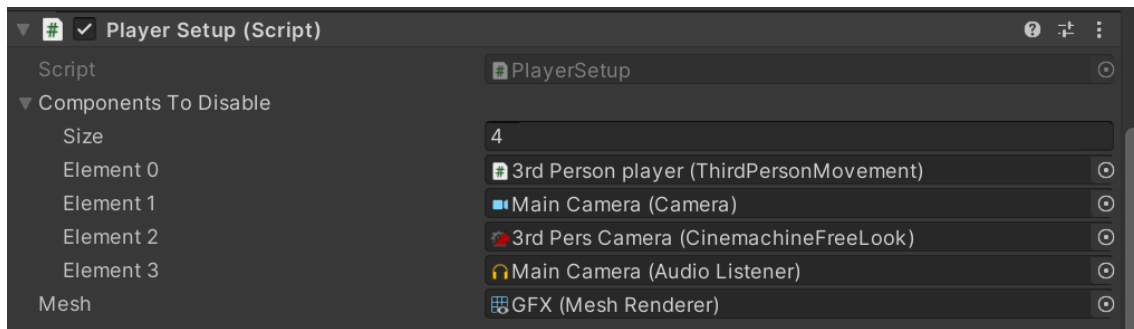 Player Setup (Script)
Script PlayerSetup
Components To Disable
Size 4
Element 0 3rd Person player (ThirdPersonMovement)
Element 1 Main Camera (Camera)
Element 2 3rd Pers Camera (CinemachineFreeLook)
Element 3 Main Camera (Audio Listener)
Mesh GFX (Mesh Renderer)